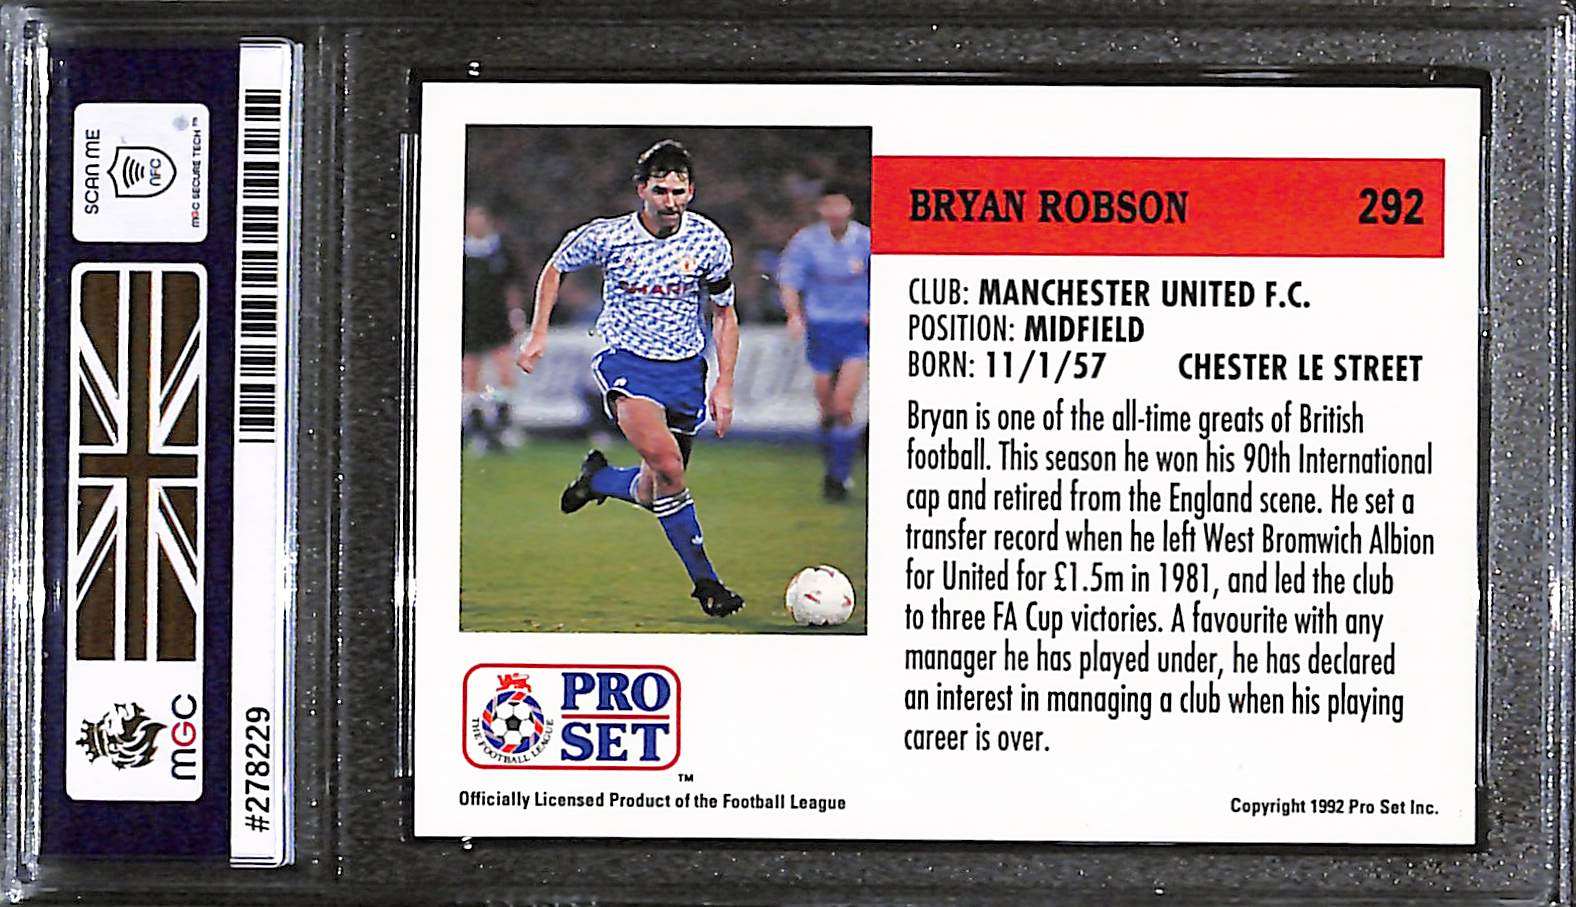 SCAN ME
NFC
MGC SECURE TECH™
MGC
#278229
SHARP
BRYAN ROBSON 292
CLUB: MANCHESTER UNITED F.C.
POSITION: MIDFIELD
BORN: 11/1/57 CHESTER LE STREET
Bryan is one of the all-time greats of British
football. This season he won his 90th International
cap and retired from the England scene. He set a
transfer record when he left West Bromwich Albion
for United for £1.5m in 1981, and led the club
to three FA Cup victories. A favourite with any
manager he has played under, he has declared
an interest in managing a club when his playing
career is over.
THE FOOTBALL LEAGUE
PRO
SET
™
Officially Licensed Product of the Football League
Copyright 1992 Pro Set Inc.